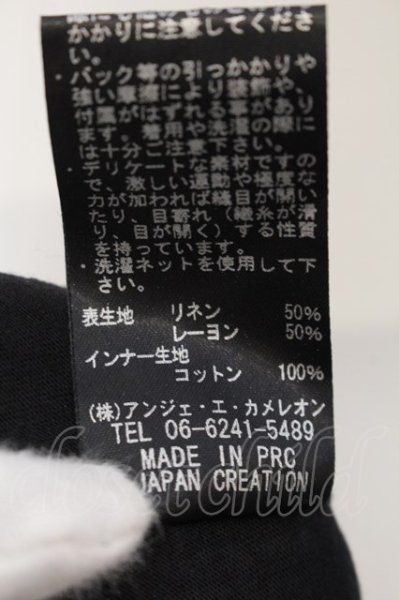 かかりに注意してくださ
い。
・バック等の引っかかりや
強い摩擦により装飾や、
付属がはずれる事があり
ます。着用や洗濯の際に
は十分ご注意下さい。
・デリケートな素材ですの
で、激しい運動や極度な
力が加われば縫目が開い
たり、目寄れ（織糸が滑
り、目が開く）する性質
を持っています。
・洗濯ネットを使用して下
さい。
表生地 リネン 50%
レーヨン 50%
インナー生地
コットン 100%
(株)アンジェ・エ・カメレオン
TEL 06-6241-5489
MADE IN PRC
JAPAN CREATION
closet child